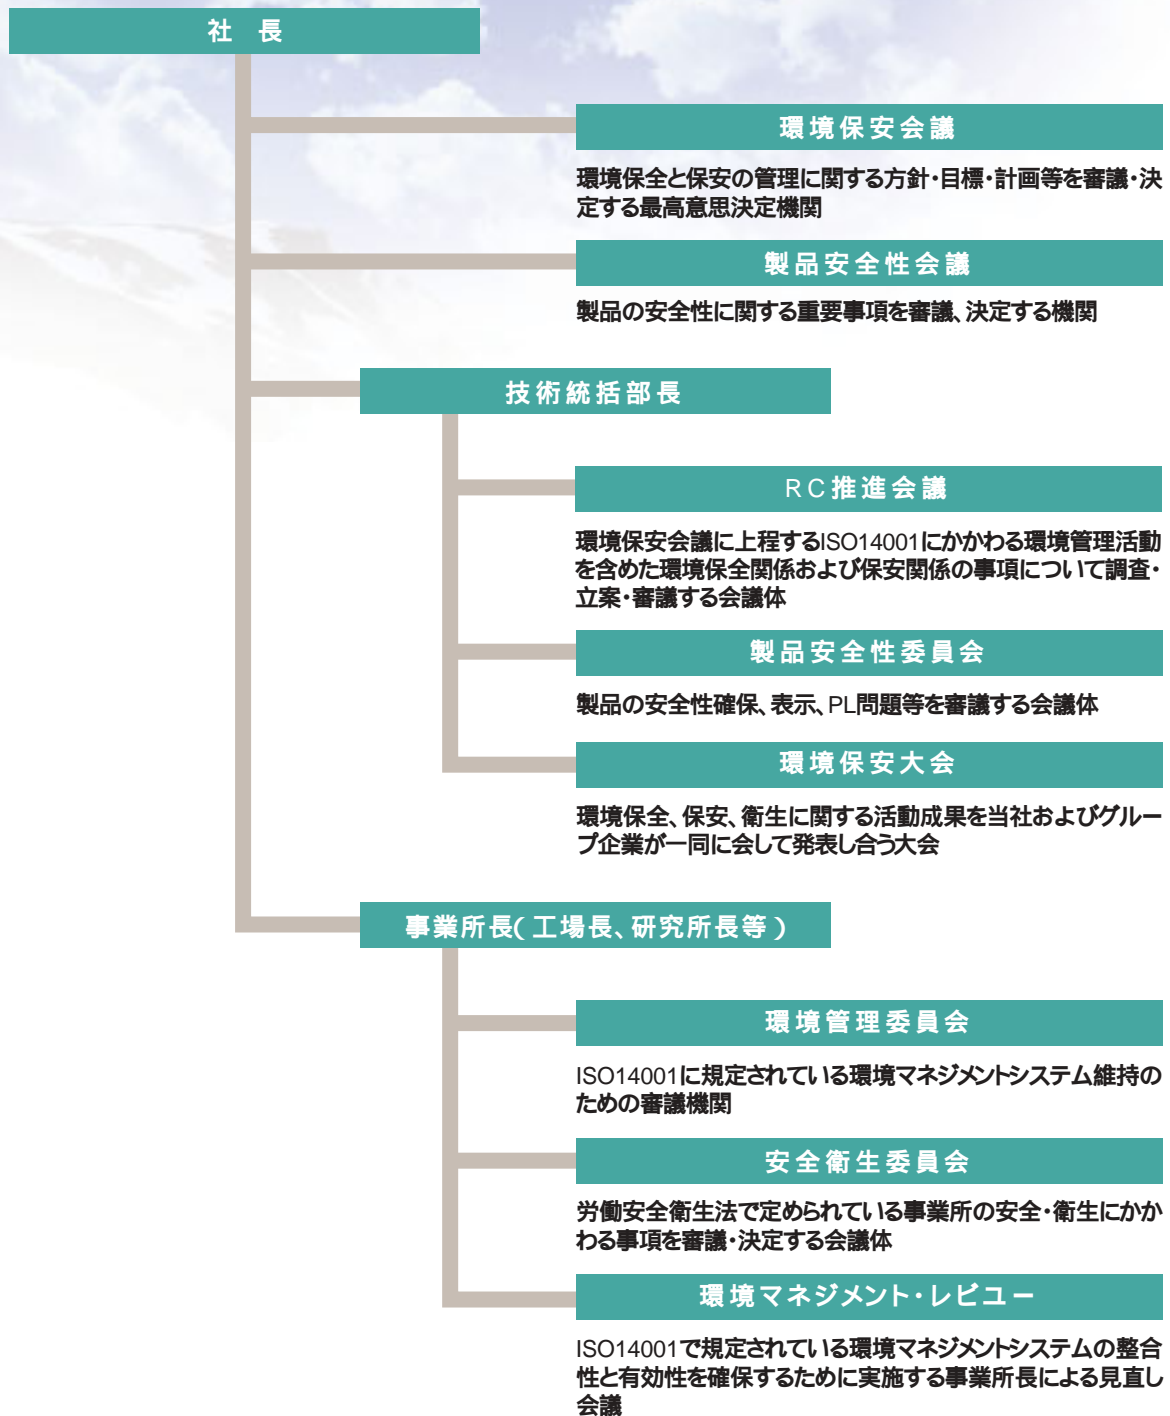 社 長
環境保安会議
環境保全と保安の管理に関する方針・目標・計画等を審議・決
定する最高意思決定機関
製品安全性会議
製品の安全性に関する重要事項を審議、決定する機関
技術統括部長
RC推進会議
環境保安会議に上程するISO14001にかかわる環境管理活動
を含めた環境保全関係および保安関係の事項について調査・
立案・審議する会議体
製品安全性委員会
製品の安全性確保、表示、PL問題等を審議する会議体
環境保安大会
環境保全、保安、衛生に関する活動成果を当社およびグルー
プ企業が一同に会して発表し合う大会
事業所長(工場長、研究所長等)
環境管理委員会
ISO14001に規定されている環境マネジメントシステム維持の
ための審議機関
安全衛生委員会
労働安全衛生法で定められている事業所の安全・衛生にかか
わる事項を審議・決定する会議体
環境マネジメント・レビュー
ISO14001で規定されている環境マネジメントシステムの整合
性と有効性を確保するために実施する事業所長による見直し
会議